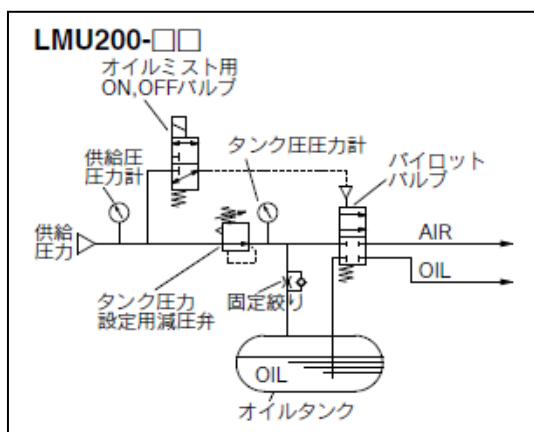 LMU200-□□
オイルミスト用
ON,OFFバルブ
供給圧
圧力計
タンク圧圧力計
パイロット
バルブ
供給
圧力
AIR
OIL
タンク圧力
設定用減圧弁
固定絞り
OIL
オイルタンク